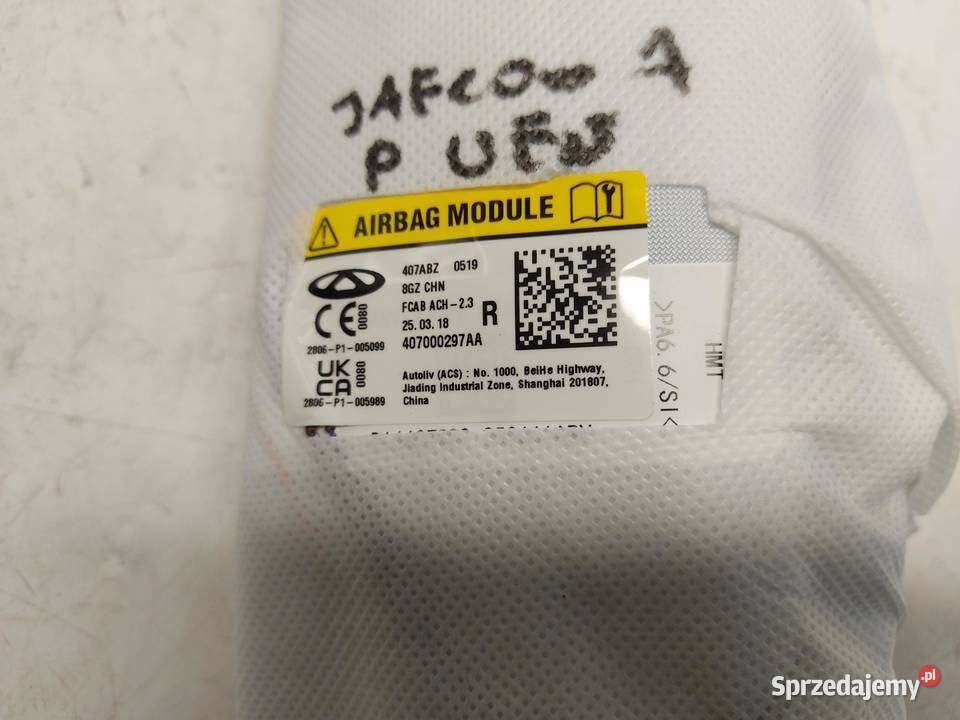 JAECOO 7
P
AIRBAG MODULE
407ABZ 0519
8GZ CHN
FCAB ACH-2.3
25. 03. 18 R
407000297AA
CE 0080
2806-P1-005099
UK CA 0080
2806-P1-005989
Autoliv (ACS) : No. 1000, BeiHe Highway,
Jiading Industrial Zone, Shanghai 201807,
China
>PA6.6/SI<
HMT
Sprzedajemy.pl